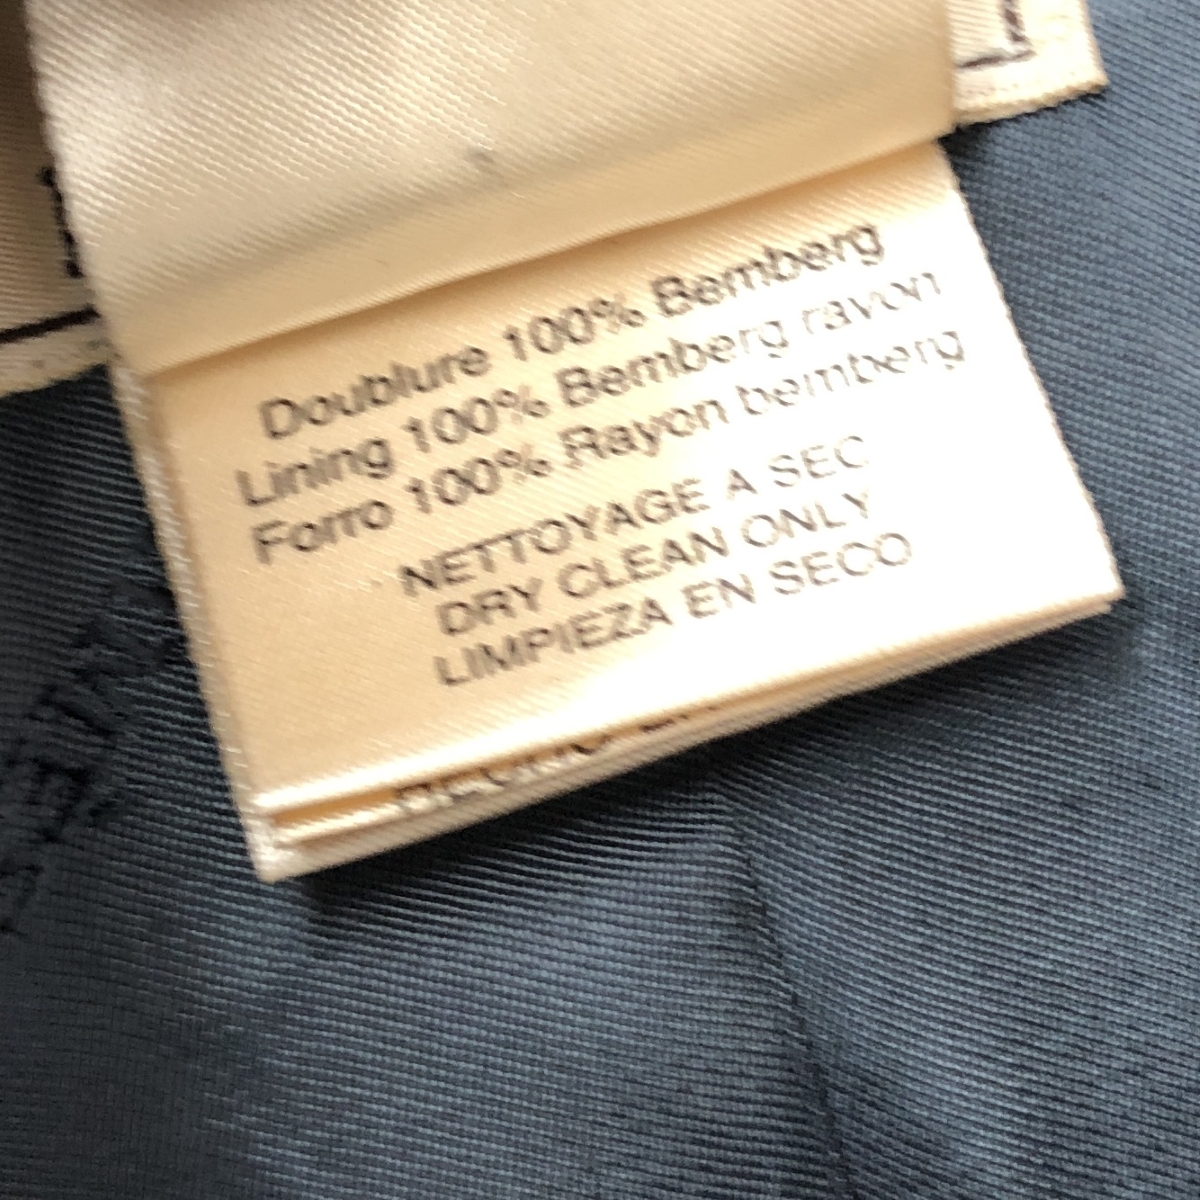 Doublure 100% Bemberg
Lining 100% Bemberg rayon
Forro 100% Rayon bemberg
NETTOYAGE A SEC
DRY CLEAN ONLY
LIMPIEZA EN SECO